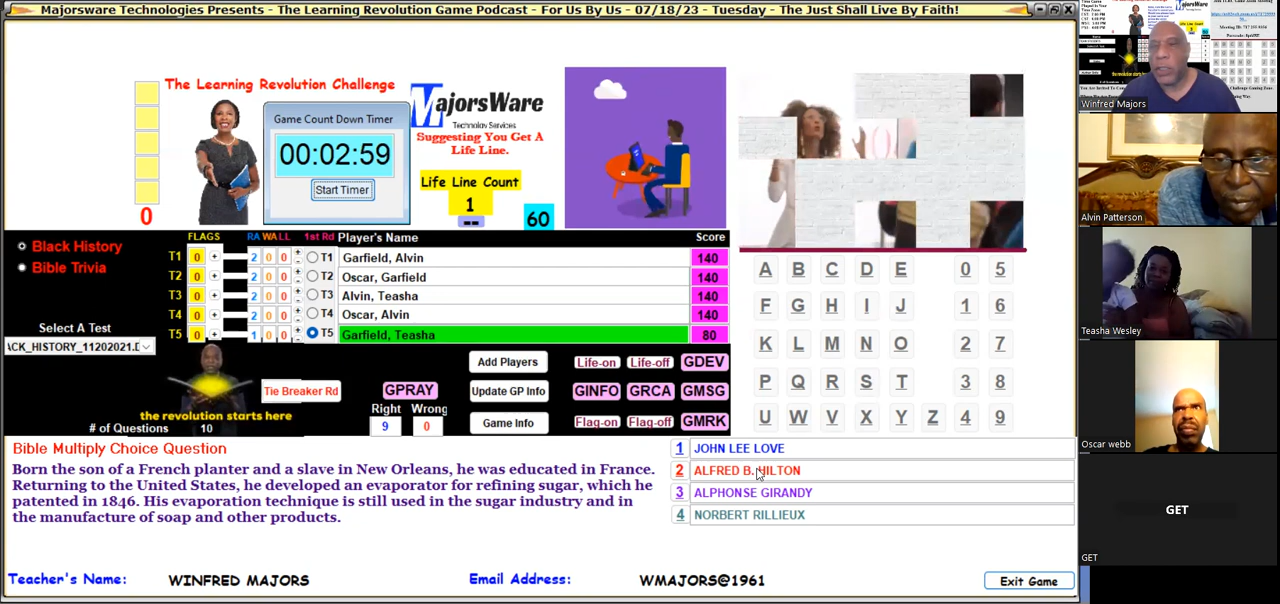 Majorsware Technologies Presents - The Learning Revolution Game Podcast - For Us By Us - 07/18/23 - Tuesday - The Just Shall Live By Faith!
The Learning Revolution Challenge
Game Count Down Timer
00:02:59
Start Timer
0
MajorsWare
Technology Services
Suggesting You Get A
Life Line.
Life Line Count
1
--
60
Black History
Bible Trivia
Select A Test
ACK_HISTORY_11202021.D
FLAGS RA WA LL 1st Rd Player's Name Score
T1 0 + 2 0 0 + - T1 Garfield, Alvin 140
T2 0 + 2 0 0 + - T2 Oscar, Garfield 140
T3 0 + 2 0 0 + - T3 Alvin, Teasha 140
T4 0 + 2 0 0 + - T4 Oscar, Alvin 140
T5 0 + 1 0 0 + - T5 Garfield, Teasha 80
the revolution starts here
# of Questions 10
Tie Breaker Rd
GPRAY
Right Wrong
9 0
Add Players
Update GP Info
Game Info
Life-on Life-off GDEV
GINFO GRCA GMSG
Flag-on Flag-off GMRK
A B C D E 0 5
F G H I J 1 6
K L M N O 2 7
P Q R S T 3 8
U W V X Y Z 4 9
Bible Multiply Choice Question
Born the son of a French planter and a slave in New Orleans, he was educated in France.
Returning to the United States, he developed an evaporator for refining sugar, which he
patented in 1846. His evaporation technique is still used in the sugar industry and in
the manufacture of soap and other products.
1 JOHN LEE LOVE
2 ALFRED B. HILTON
3 ALPHONSE GIRANDY
4 NORBERT RILLIEUX
Teacher's Name: WINFRED MAJORS
Email Address: WMAJORS@1961
Exit Game
Winfred Majors
Alvin Patterson
Teasha Wesley
Oscar webb
GET
GET